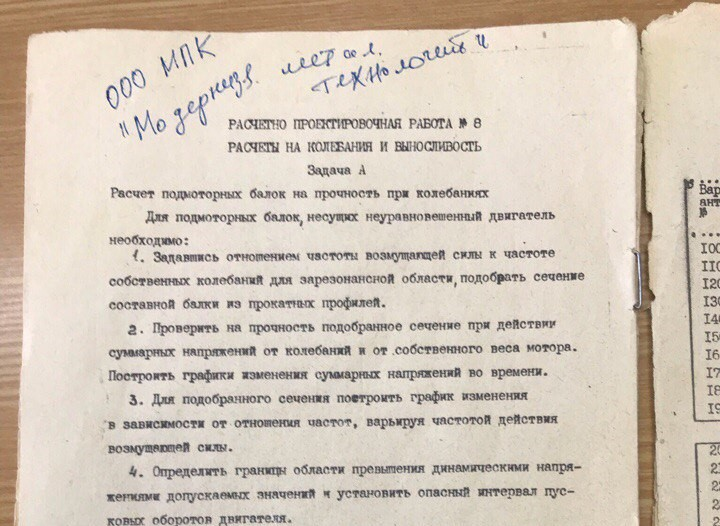 ООО МПК
"Модернизв. метал.
технологеть"
РАСЧЕТНО ПРОЕКТИРОВОЧНАЯ РАБОТА № 8
РАСЧЕТЫ НА КОЛЕБАНИЯ И ВЫНОСЛИВОСТЬ
Задача А
Расчет подмоторных балок на прочность при колебаниях
Для подмоторных балок, несущих неуравновешенный двигатель
необходимо:
1. Задавшись отношением частоты возмущающей силы к частоте
собственных колебаний для зарезонансной области, подобрать сечение
составной балки из прокатных профилей.
2. Проверить на прочность подобранное сечение при действии
суммарных напряжений от колебаний и от собственного веса мотора.
Построить графики изменения суммарных напряжений во времени.
3. Для подобранного сечения построить график изменения
в зависимости от отношения частот, варьируя частотой действия
возмущающей силы.
4. Определить границы области превышения динамическими напря-
жениями допускаемых значений и установить опасный интервал пус-
ковых оборотов двигателя.
Вар
ант
№